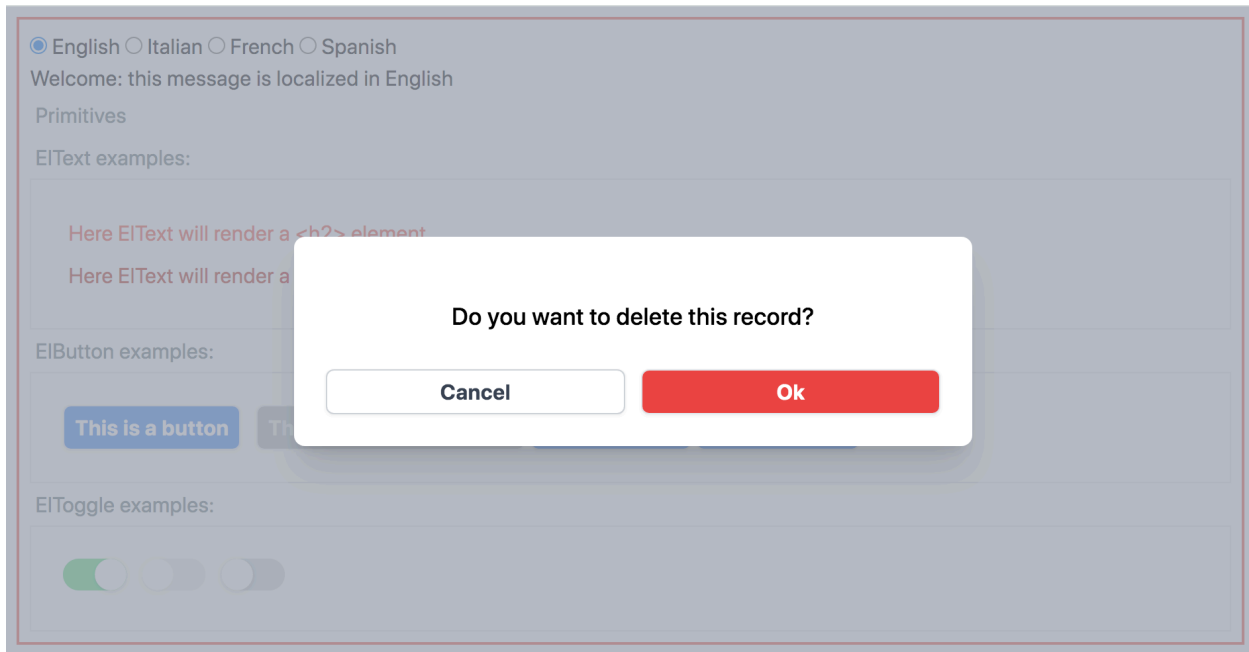 English Italian French Spanish
Welcome: this message is localized in English
Primitives
ElText examples:
Here ElText will render a <h2> element
Here ElText will render a
Do you want to delete this record?
Cancel Ok
ElButton examples:
This is a button
ElToggle examples: